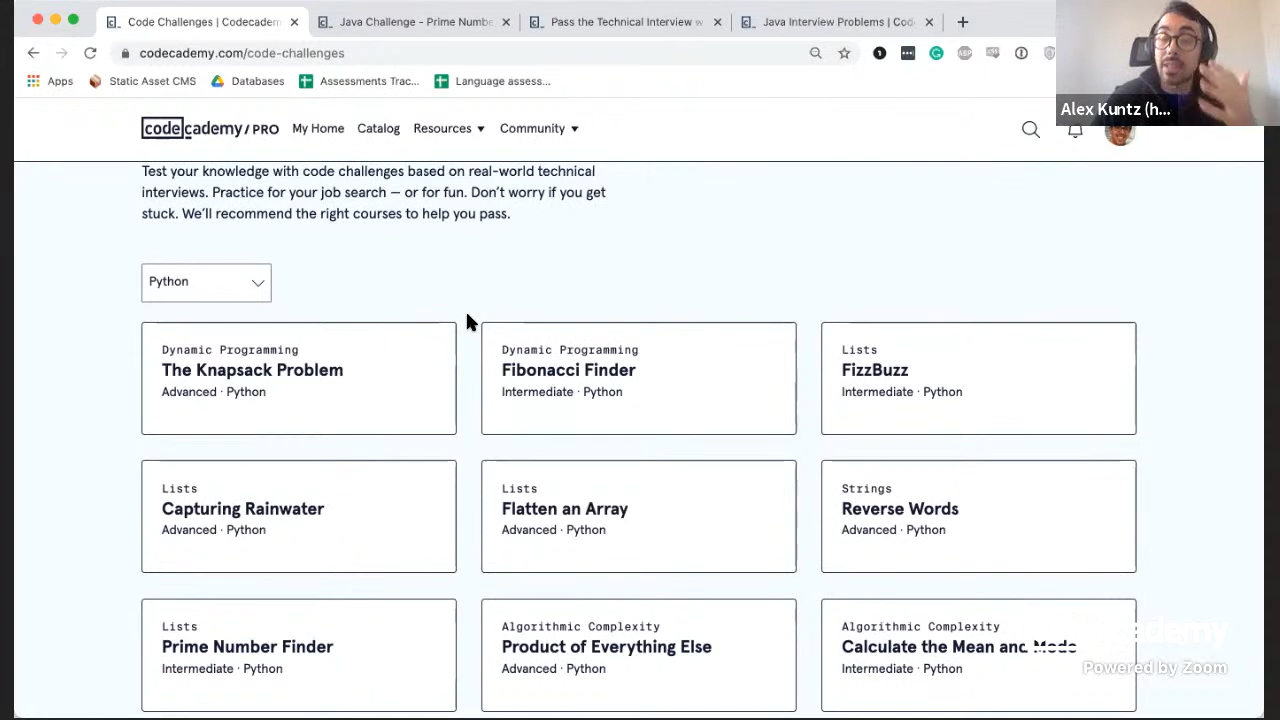 Code Challenges | Codecadem
Java Challenge - Prime Numbe
Pass the Technical Interview w
Java Interview Problems | Cod
codecademy.com/code-challenges
Apps
Static Asset CMS
Databases
Assessments Trac...
Language assess...
Alex Kuntz (h...
codecademy/PRO
My Home
Catalog
Resources
Community
Test your knowledge with code challenges based on real-world technical
interviews. Practice for your job search — or for fun. Don't worry if you get
stuck. We'll recommend the right courses to help you pass.
Python
Dynamic Programming
The Knapsack Problem
Advanced · Python
Dynamic Programming
Fibonacci Finder
Intermediate · Python
Lists
FizzBuzz
Intermediate · Python
Lists
Capturing Rainwater
Advanced · Python
Lists
Flatten an Array
Advanced · Python
Strings
Reverse Words
Advanced · Python
Lists
Prime Number Finder
Intermediate · Python
Algorithmic Complexity
Product of Everything Else
Advanced · Python
Algorithmic Complexity
Calculate the Mean and Mode
Intermediate · Python
Powered by Zoom